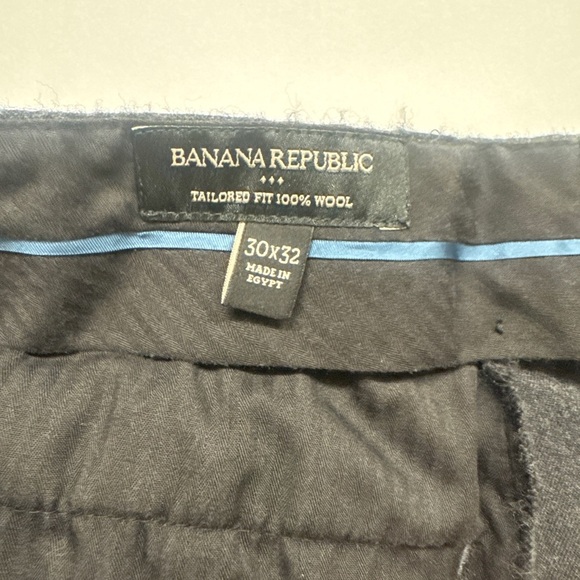 BANANA REPUBLIC
TAILORED FIT 100% WOOL
30X32
MADE IN
EGYPT